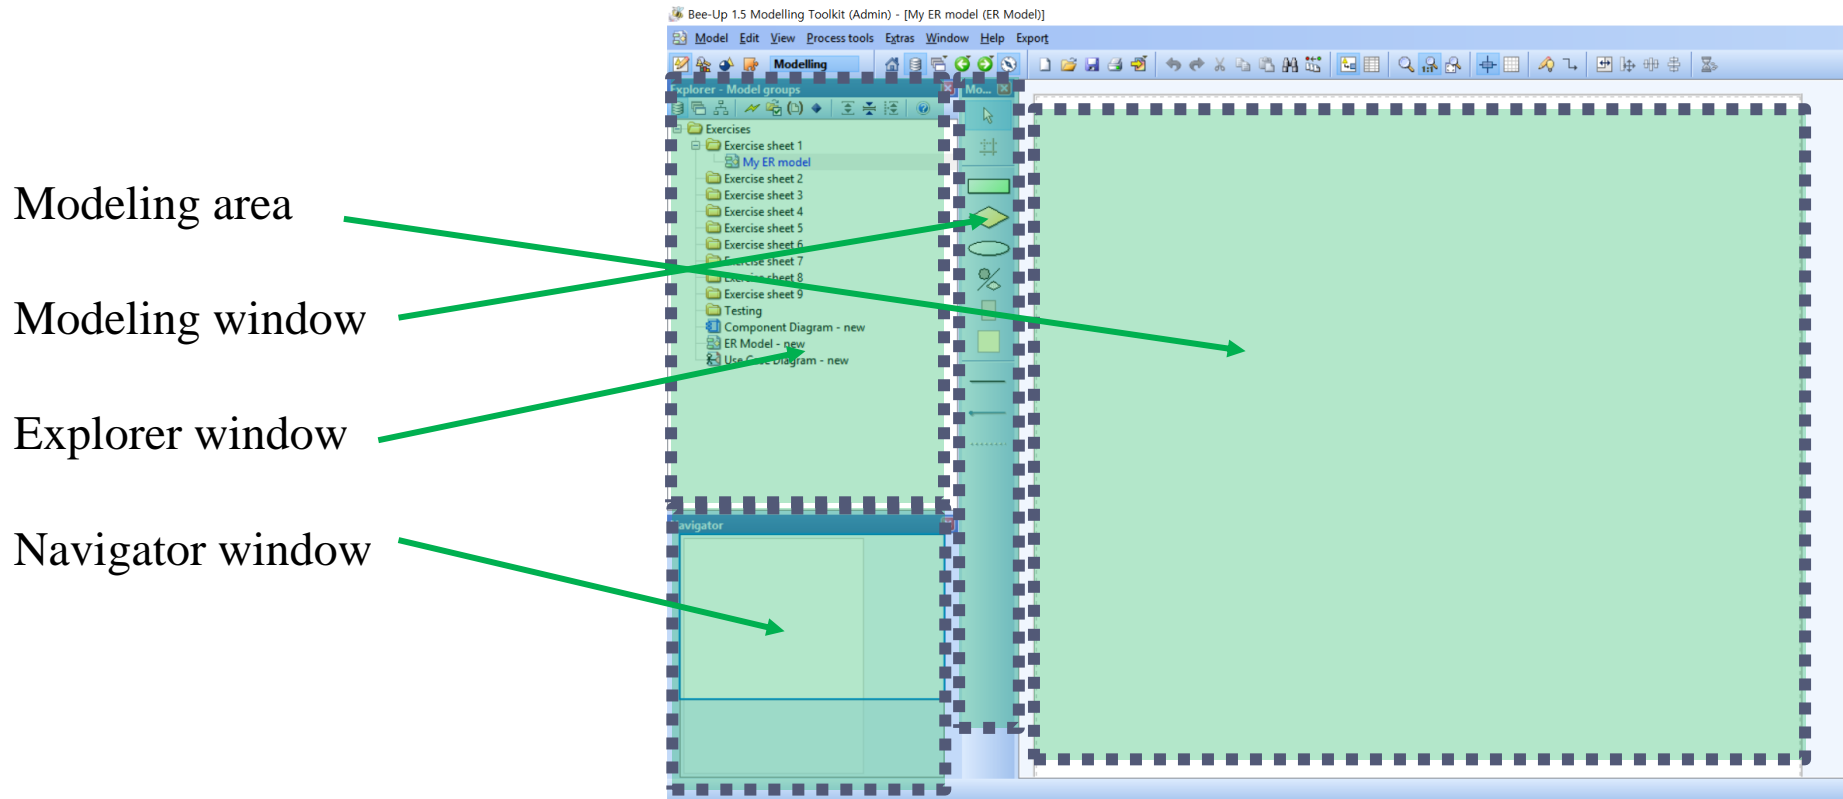 Bee-Up 1.5 Modelling Toolkit (Admin) - [My ER model (ER Model)]
Model Edit View Process tools Extras Window Help Export
Modelling
Explorer - Model groups
Mo...
Exercises
Exercise sheet 1
My ER model
Exercise sheet 2
Exercise sheet 3
Exercise sheet 4
Exercise sheet 5
Exercise sheet 6
Exercise sheet 7
Exercise sheet 8
Exercise sheet 9
Testing
Component Diagram - new
ER Model - new
Use Case Diagram - new
Navigator
Modeling area
Modeling window
Explorer window
Navigator window